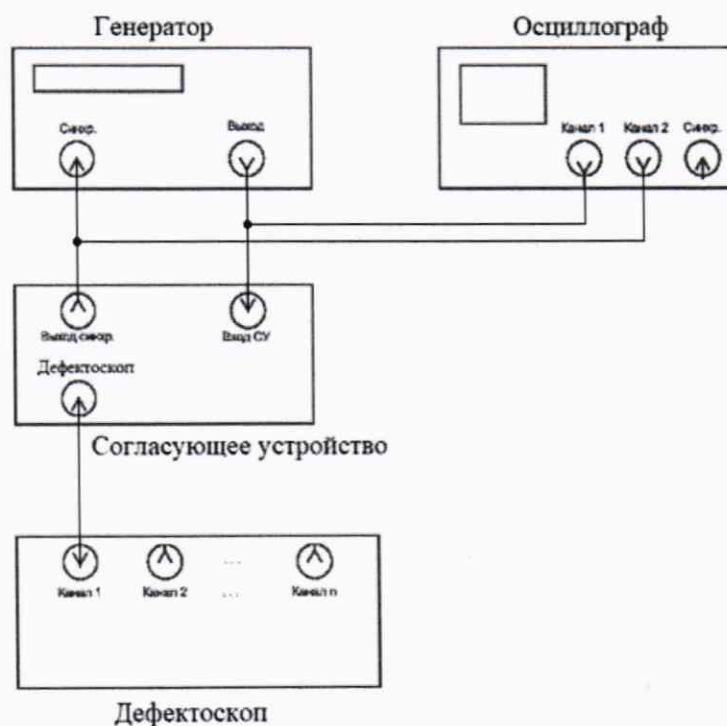 Генератор
Осциллограф
Синхр.
Выход
Канал 1
Канал 2
Синхр.
Выход синхр.
Вход СУ
Дефектоскоп
Согласующее устройство
Канал 1
Канал 2
...
Канал n
...
Дефектоскоп